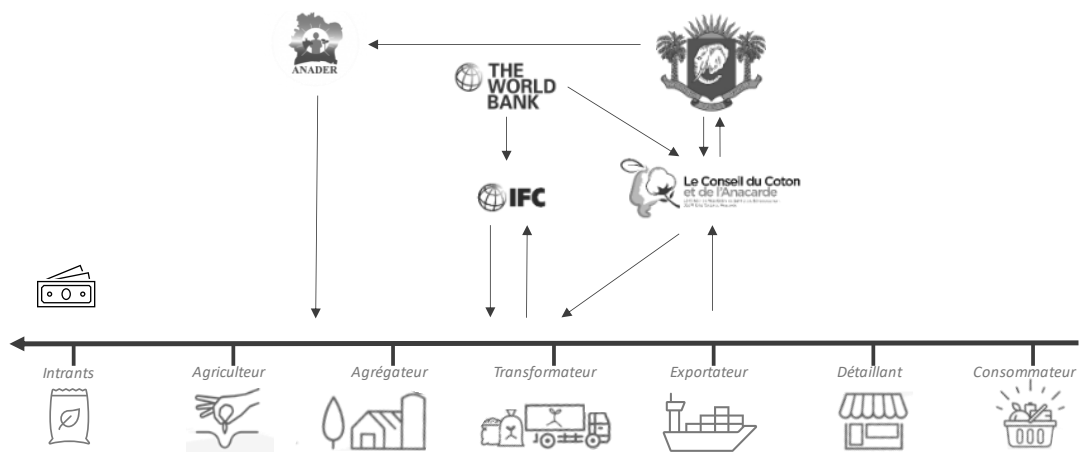 ANADER
THE
WORLD
BANK
IFC
Le Conseil du Coton
et de l'Anacarde
Intrants
Agriculteur
Agrégateur
Transformateur
Exportateur
Détaillant
Consommateur